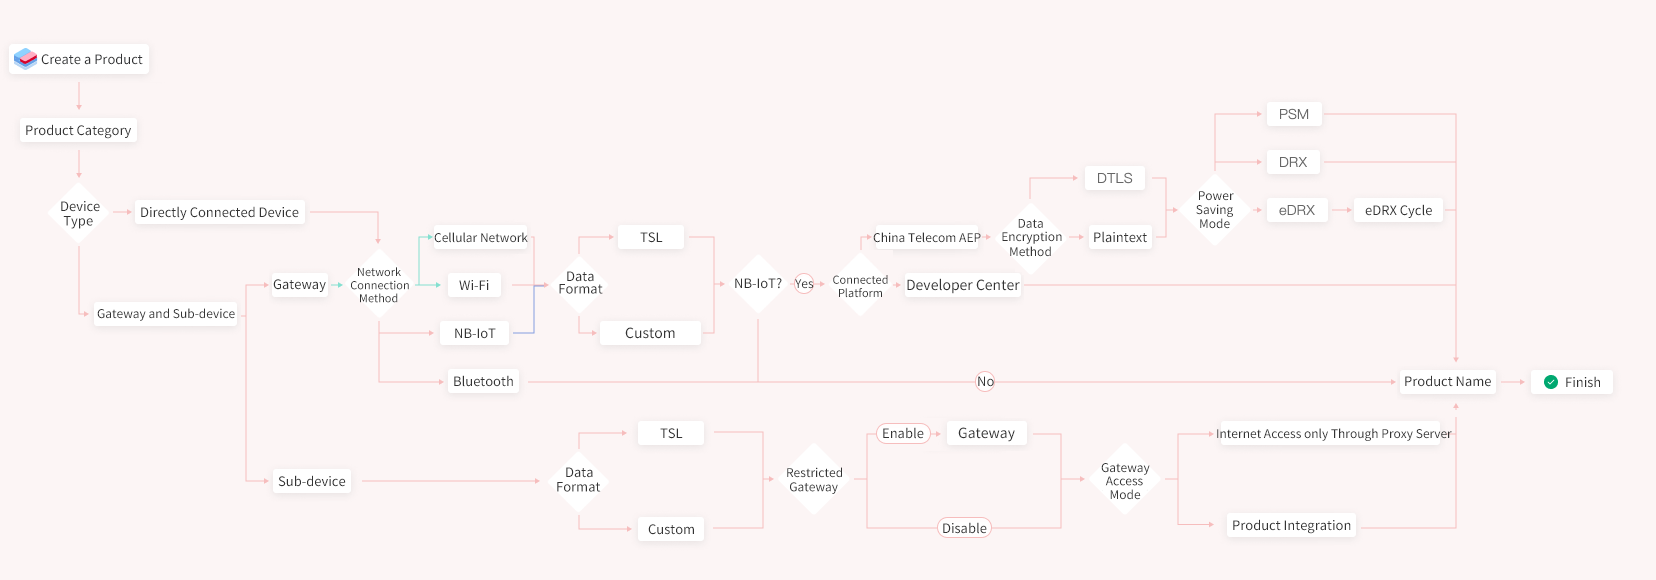 Create a Product
Product Category
Device
Type
Directly Connected Device
Gateway and Sub-device
Gateway
Network
Connection
Method
Cellular Network
Wi-Fi
NB-IoT
Bluetooth
Data
Format
TSL
Custom
NB-IoT?
Yes
No
Connected
Platform
China Telecom AEP
Developer Center
Data
Encryption
Method
DTLS
Plaintext
Power
Saving
Mode
PSM
DRX
eDRX
eDRX Cycle
Product Name
Finish
Sub-device
Data
Format
TSL
Custom
Restricted
Gateway
Enable
Gateway
Disable
Gateway
Access
Mode
Internet Access only Through Proxy Server
Product Integration